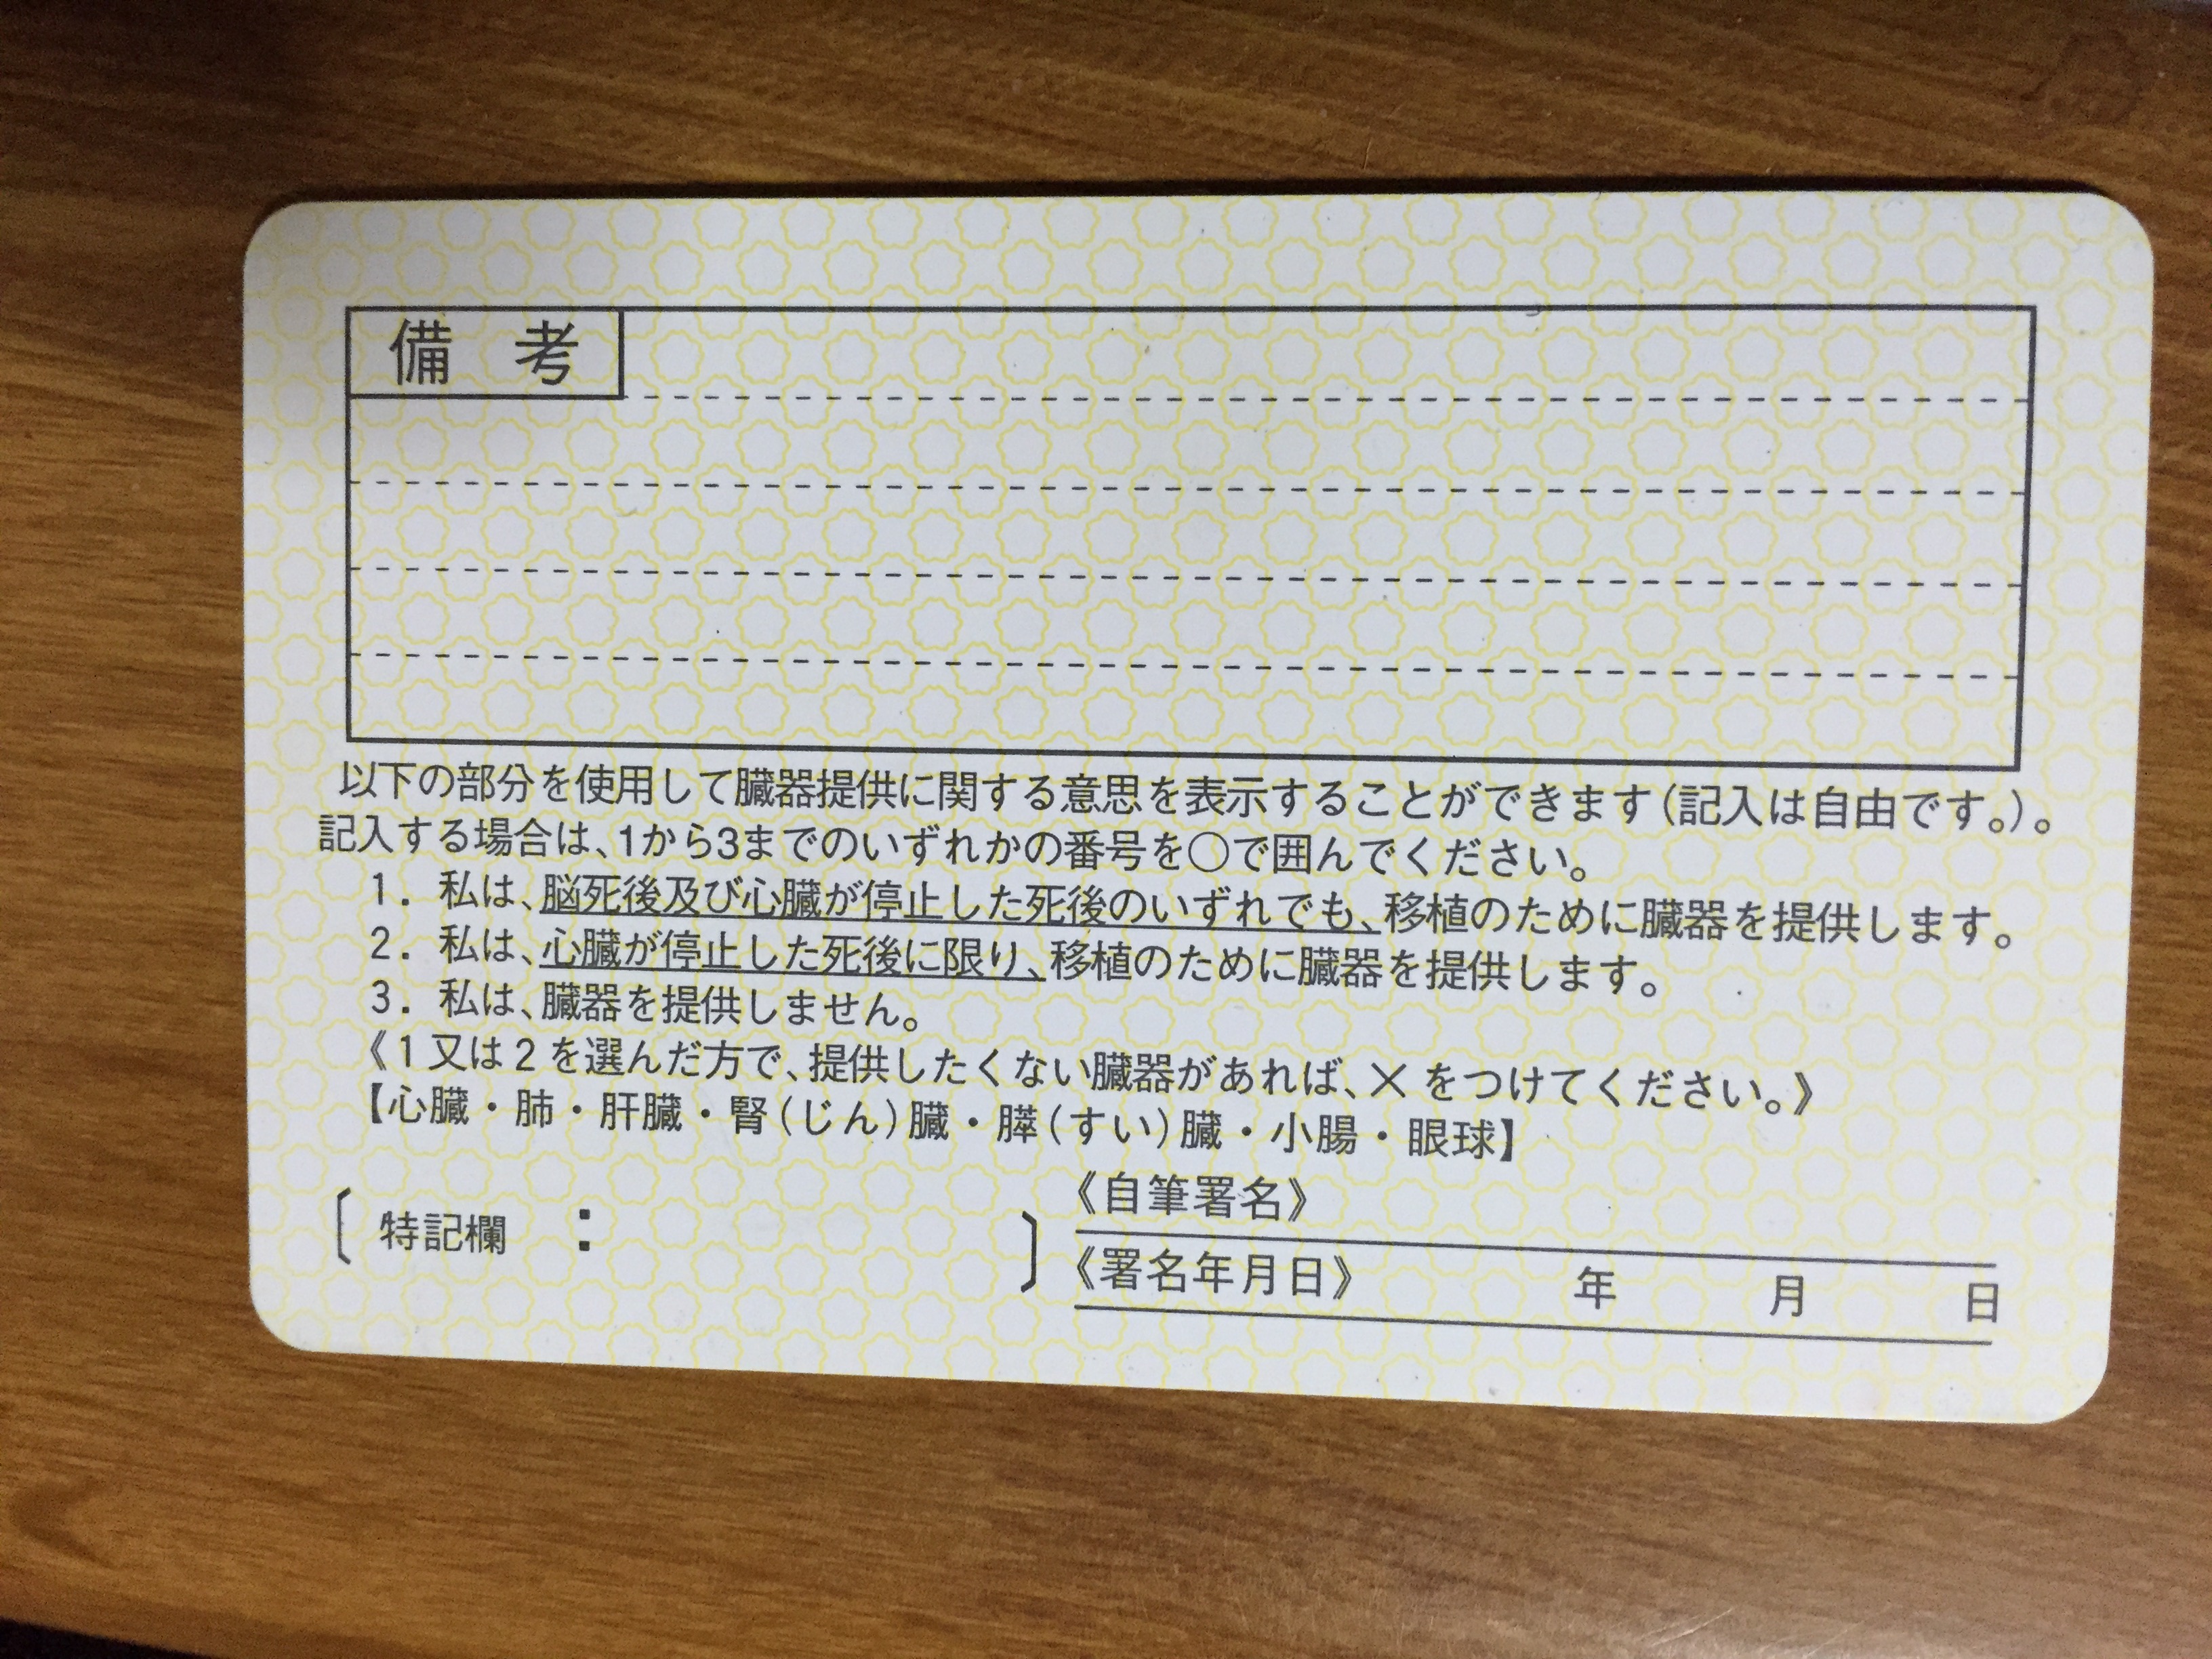 備考
以下の部分を使用して臓器提供に関する意思を表示することができます(記入は自由です。)。
記入する場合は、1から3までのいずれかの番号を○で囲んでください。
1. 私は、脳死後及び心臓が停止した死後のいずれでも、移植のために臓器を提供します。
2. 私は、心臓が停止した死後に限り、移植のために臓器を提供します。
3. 私は、臓器を提供しません。
《1又は2を選んだ方で、提供したくない臓器があれば、×をつけてください。》
【心臓・肺・肝臓・腎(じん)臓・膵(すい)臓・小腸・眼球】
〔特記欄:〕
《自筆署名》
《署名年月日》 年 月 日